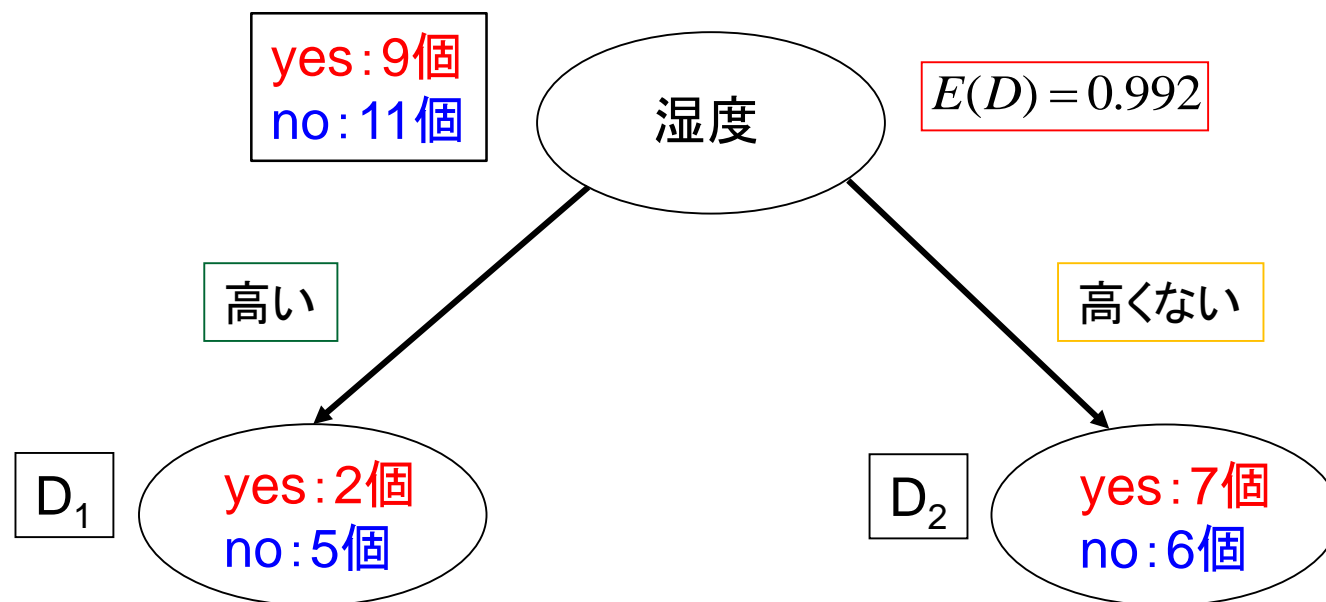 yes：9個
no：11個
湿度
E(D) = 0.992
高い
高くない
D₁
yes：2個
no：5個
D₂
yes：7個
no：6個